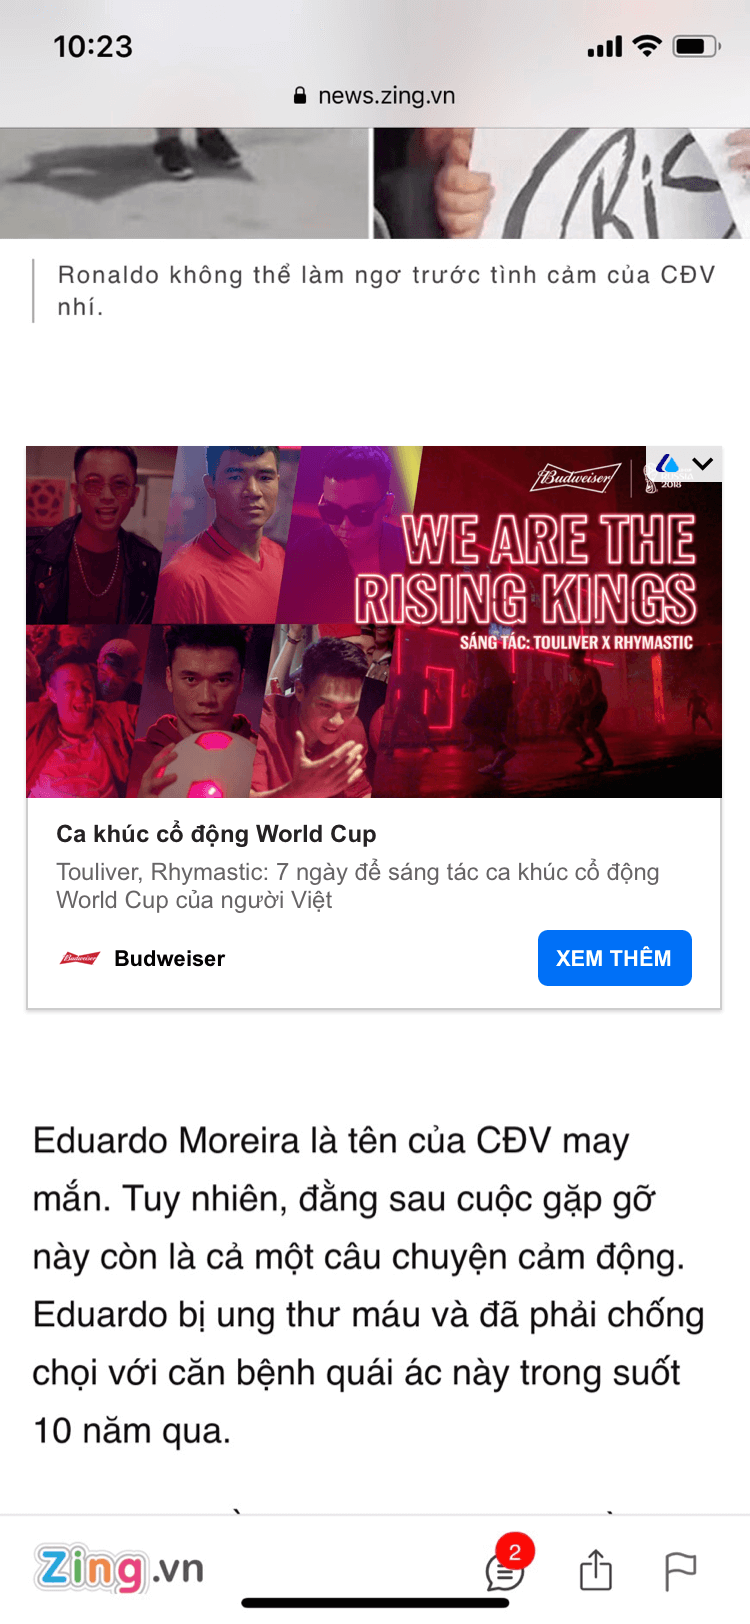 10:23
news.zing.vn
CRIS
Ronaldo không thể làm ngơ trước tình cảm của CĐV
nhí.
Budweiser
2018
WE ARE THE
RISING KINGS
SÁNG TÁC: TOULIVER X RHYMASTIC
Ca khúc cổ động World Cup
Touliver, Rhymastic: 7 ngày để sáng tác ca khúc cổ động
World Cup của người Việt
Budweiser
Budweiser
XEM THÊM
Eduardo Moreira là tên của CĐV may
mắn. Tuy nhiên, đằng sau cuộc gặp gỡ
này còn là cả một câu chuyện cảm động.
Eduardo bị ung thư máu và đã phải chống
chọi với căn bệnh quái ác này trong suốt
10 năm qua.
Zing.vn
2